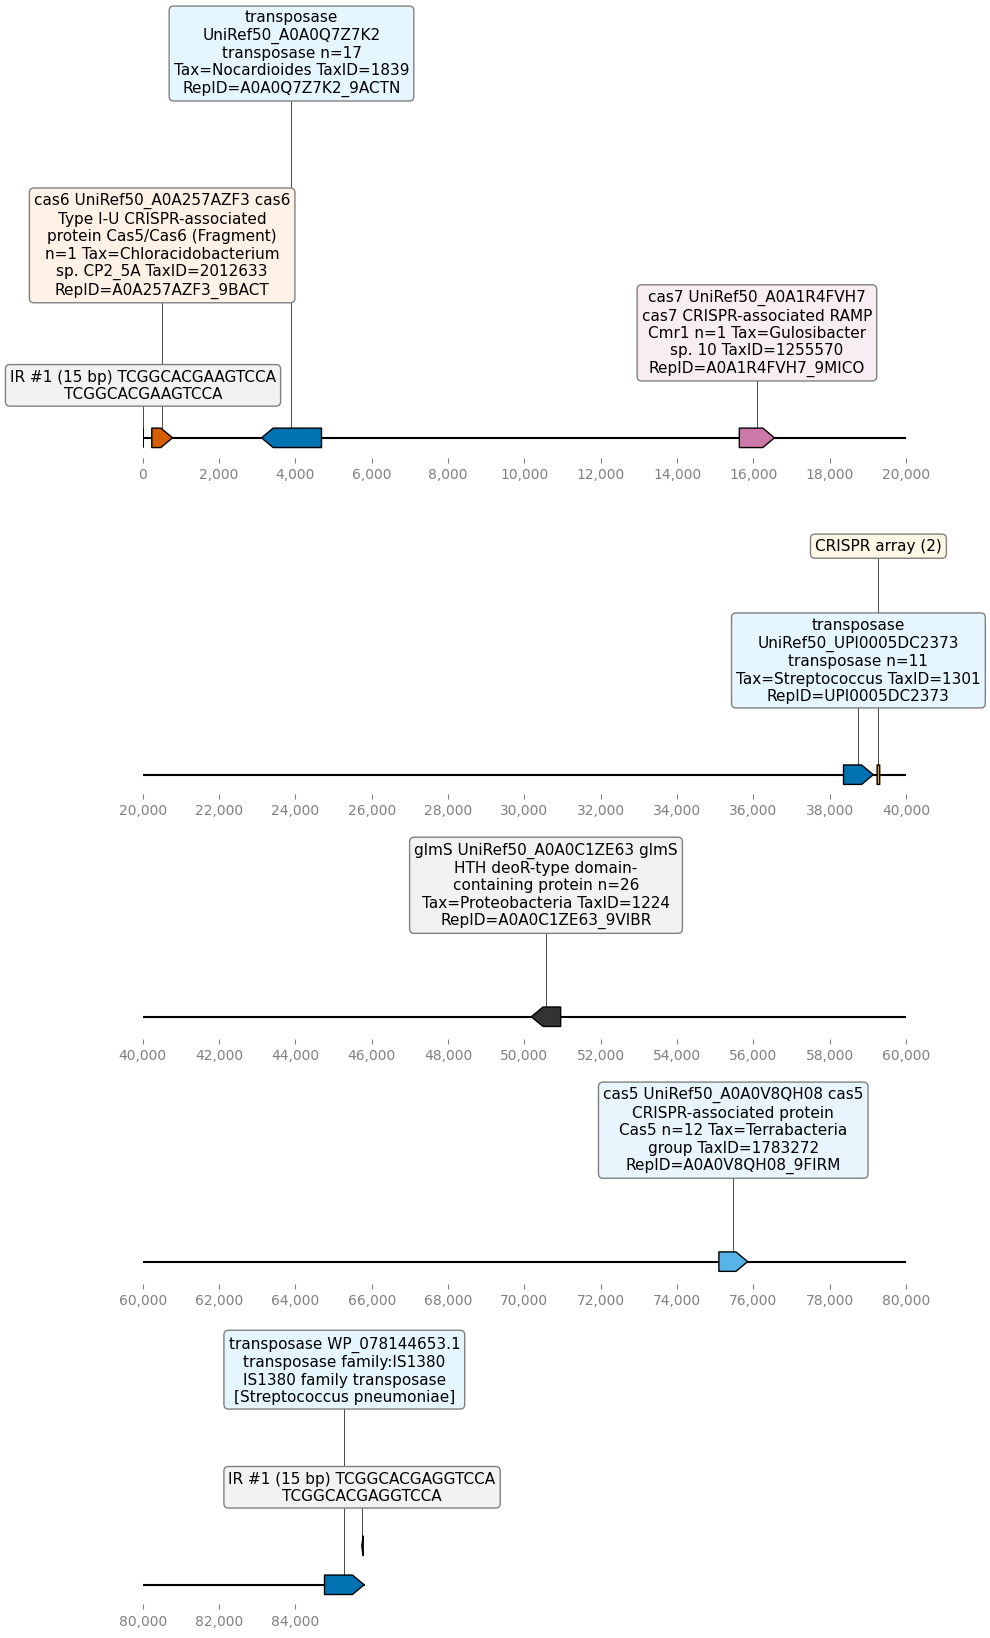 transposase
UniRef50_A0A0Q7Z7K2
transposase n=17
Tax=Nocardioides TaxID=1839
RepID=A0A0Q7Z7K2_9ACTN
cas6 UniRef50_A0A257AZF3 cas6
Type I-U CRISPR-associated
protein Cas5/Cas6 (Fragment)
n=1 Tax=Chloracidobacterium
sp. CP2_5A TaxID=2012633
RepID=A0A257AZF3_9BACT
cas7 UniRef50_A0A1R4FVH7
cas7 CRISPR-associated RAMP
Cmr1 n=1 Tax=Gulosibacter
sp. 10 TaxID=1255570
RepID=A0A1R4FVH7_9MICO
IR #1 (15 bp) TCGGCACGAAGTCCA
TCGGCACGAAGTCCA
0 2,000 4,000 6,000 8,000 10,000 12,000 14,000 16,000 18,000 20,000
CRISPR array (2)
transposase
UniRef50_UPI0005DC2373
transposase n=11
Tax=Streptococcus TaxID=1301
RepID=UPI0005DC2373
20,000 22,000 24,000 26,000 28,000 30,000 32,000 34,000 36,000 38,000 40,000
glmS UniRef50_A0A0C1ZE63 glmS
HTH deoR-type domain-
containing protein n=26
Tax=Proteobacteria TaxID=1224
RepID=A0A0C1ZE63_9VIBR
40,000 42,000 44,000 46,000 48,000 50,000 52,000 54,000 56,000 58,000 60,000
cas5 UniRef50_A0A0V8QH08 cas5
CRISPR-associated protein
Cas5 n=12 Tax=Terrabacteria
group TaxID=1783272
RepID=A0A0V8QH08_9FIRM
60,000 62,000 64,000 66,000 68,000 70,000 72,000 74,000 76,000 78,000 80,000
transposase WP_078144653.1
transposase family:IS1380
IS1380 family transposase
[Streptococcus pneumoniae]
IR #1 (15 bp) TCGGCACGAGGTCCA
TCGGCACGAGGTCCA
80,000 82,000 84,000